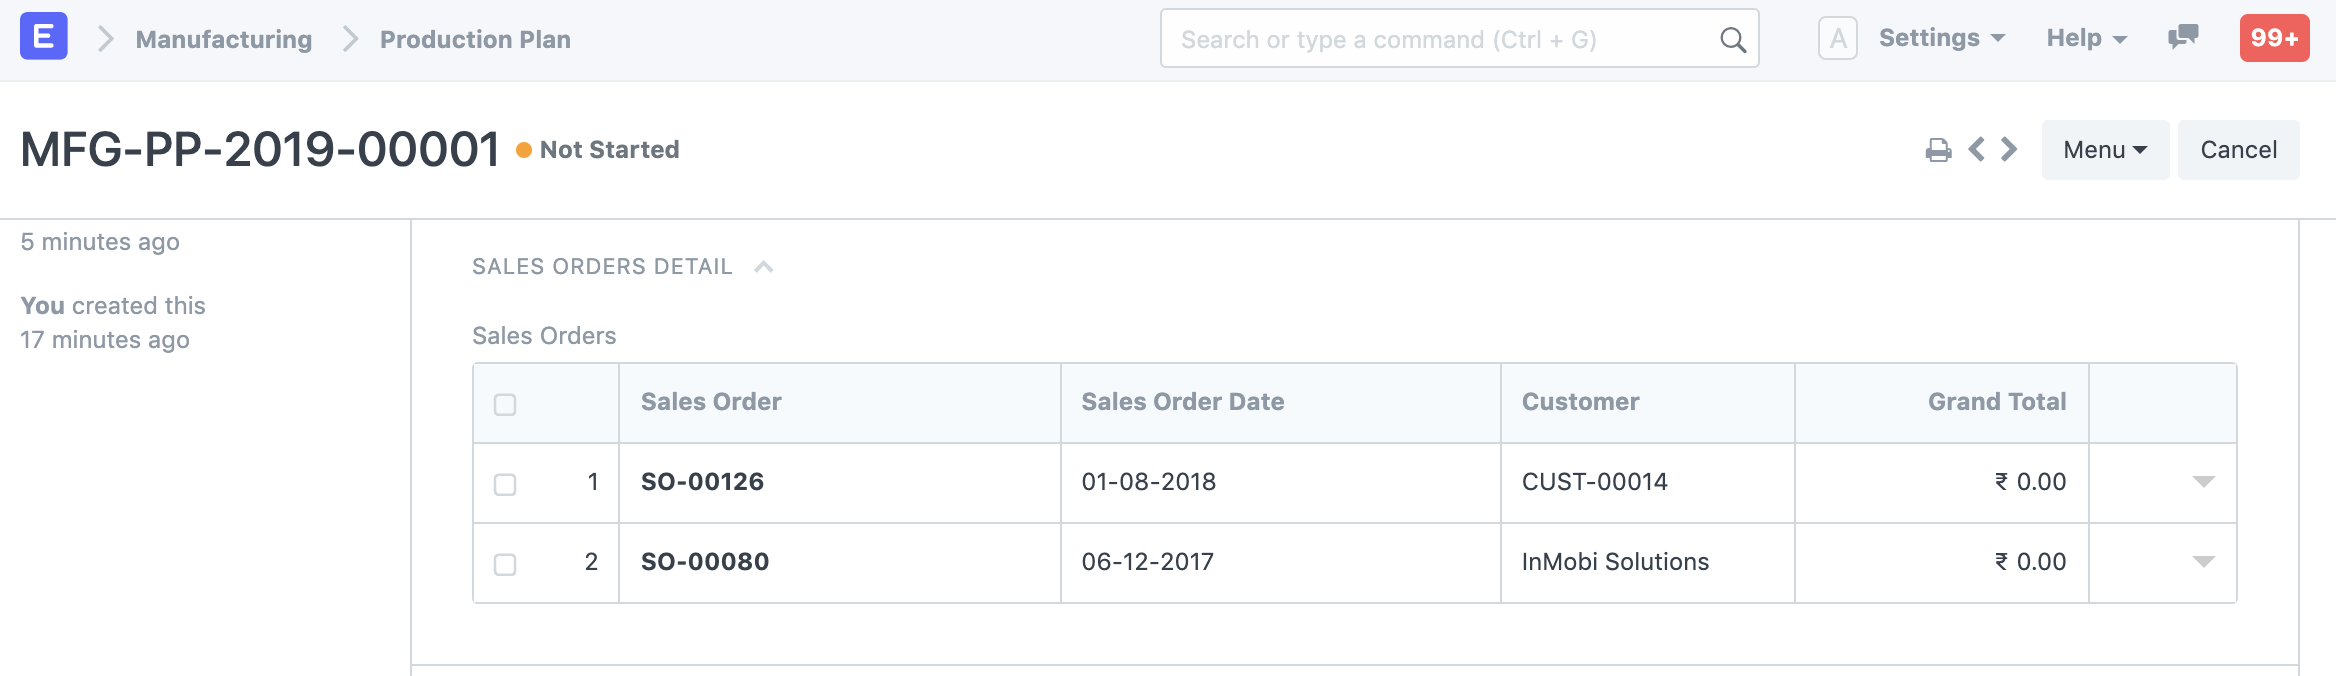 E Manufacturing Production Plan Search or type a command (Ctrl + G) A Settings Help 99+
MFG-PP-2019-00001 Not Started Menu Cancel
5 minutes ago
You created this
17 minutes ago
SALES ORDERS DETAIL
Sales Orders
Sales Order Sales Order Date Customer Grand Total
1 SO-00126 01-08-2018 CUST-00014 ₹ 0.00
2 SO-00080 06-12-2017 InMobi Solutions ₹ 0.00